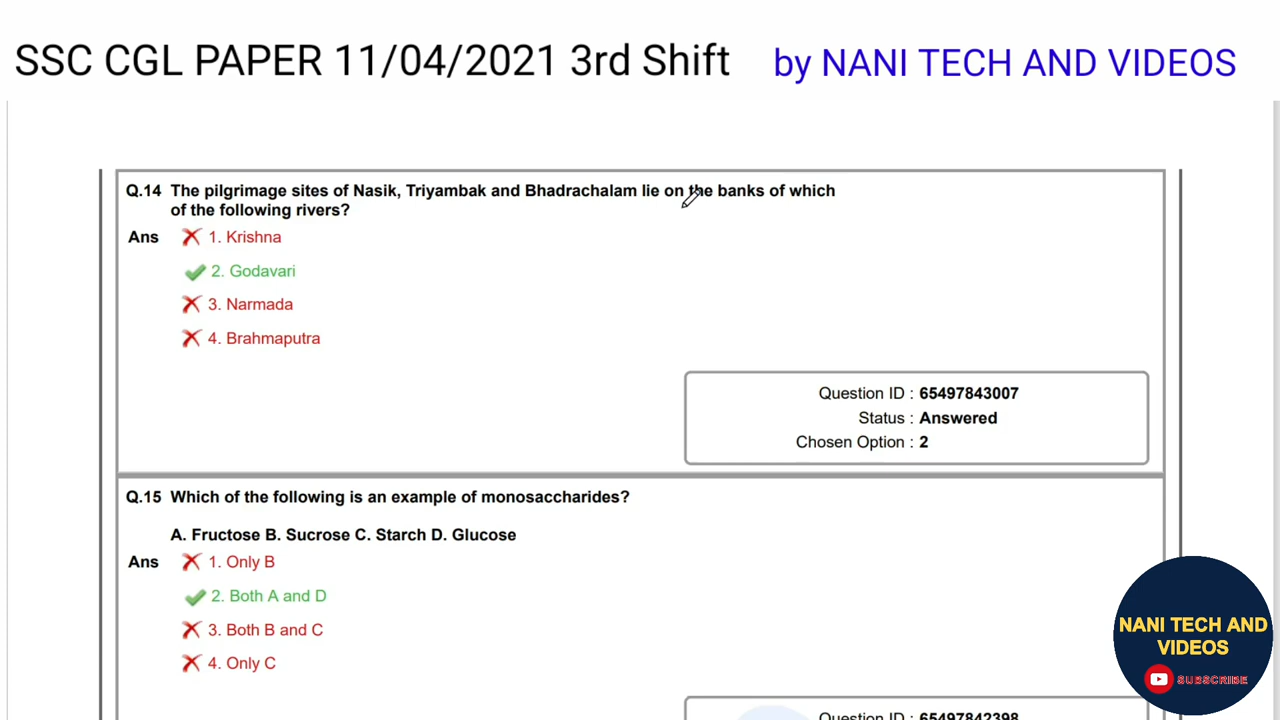 SSC CGL PAPER 11/04/2021 3rd Shift by NANI TECH AND VIDEOS
Q.14 The pilgrimage sites of Nasik, Triyambak and Bhadrachalam lie on the banks of which
of the following rivers?
Ans 1. Krishna
2. Godavari
3. Narmada
4. Brahmaputra
Question ID : 65497843007
Status : Answered
Chosen Option : 2
Q.15 Which of the following is an example of monosaccharides?
A. Fructose B. Sucrose C. Starch D. Glucose
Ans 1. Only B
2. Both A and D
3. Both B and C
4. Only C
Question ID : 65497842398
NANI TECH AND
VIDEOS
SUBSCRIBE